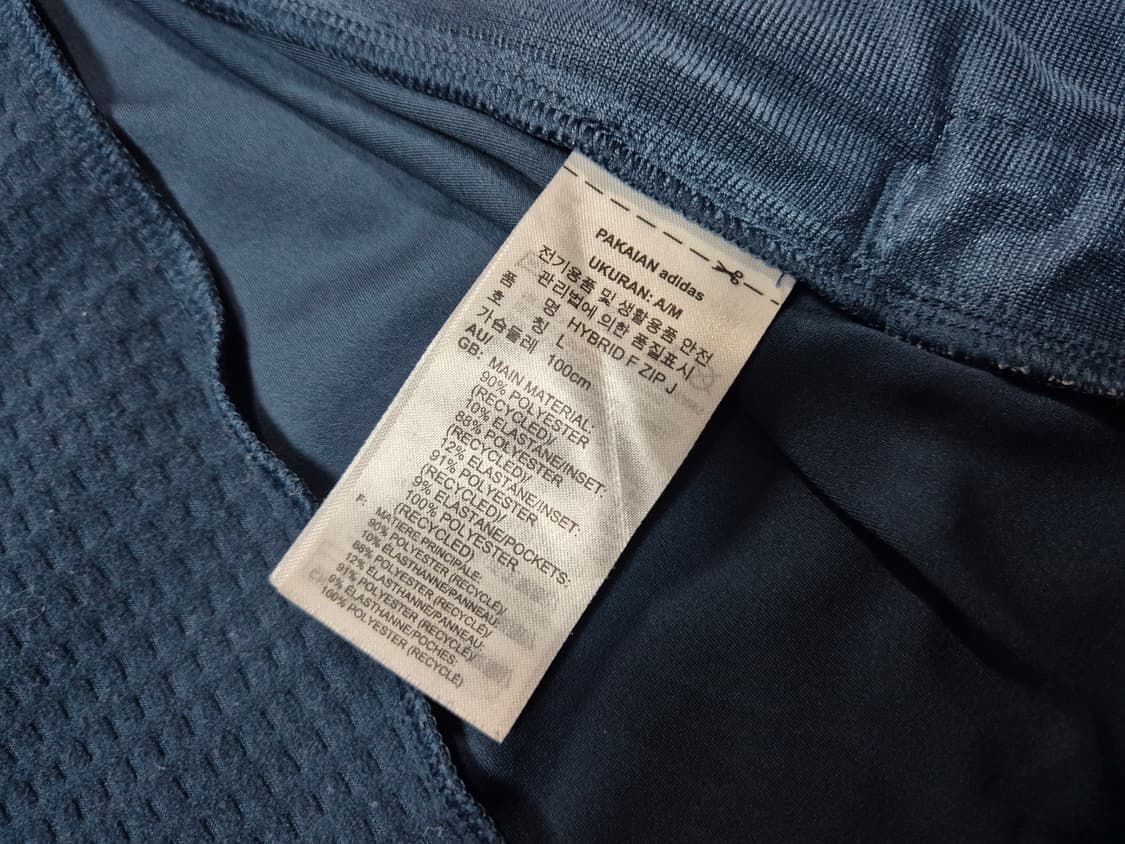 PAKAIAN adidas
UKURAN: A/M
전기용품 및 생활용품 안전
관리법에 의한 품질표시
품 명 HYBRID F ZIP J
호 칭 L
가슴둘레 100cm
AU/
GB: MAIN MATERIAL:
90% POLYESTER
(RECYCLED)/
10% ELASTANE/INSET:
88% POLYESTER
(RECYCLED)/
12% ELASTANE/INSET:
91% POLYESTER
(RECYCLED)/
9% ELASTANE/POCKETS:
100% POLYESTER
(RECYCLED)
F: MATIERE PRINCIPALE:
90% POLYESTER (RECYCLÉ)/
10% ÉLASTHANNE/PANNEAU:
88% POLYESTER (RECYCLÉ)/
12% ÉLASTHANNE/PANNEAU:
91% POLYESTER (RECYCLÉ)/
9% ÉLASTHANNE/POCHES:
100% POLYESTER (RECYCLÉ)